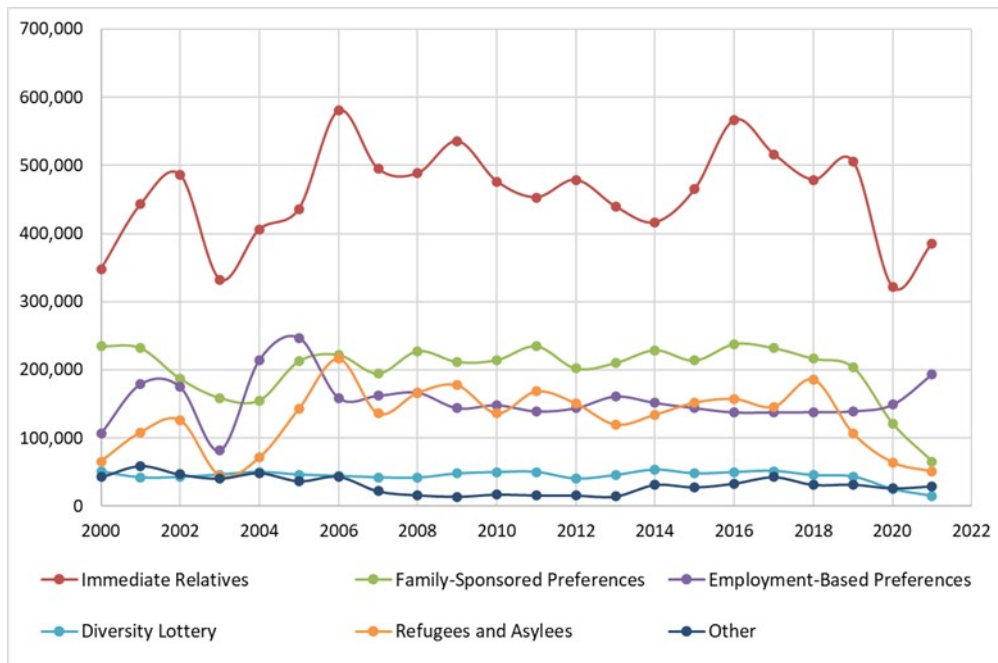 700,000
600,000
500,000
400,000
300,000
200,000
100,000
0
2000 2002 2004 2006 2008 2010 2012 2014 2016 2018 2020 2022
Immediate Relatives Family-Sponsored Preferences Employment-Based Preferences
Diversity Lottery Refugees and Asylees Other